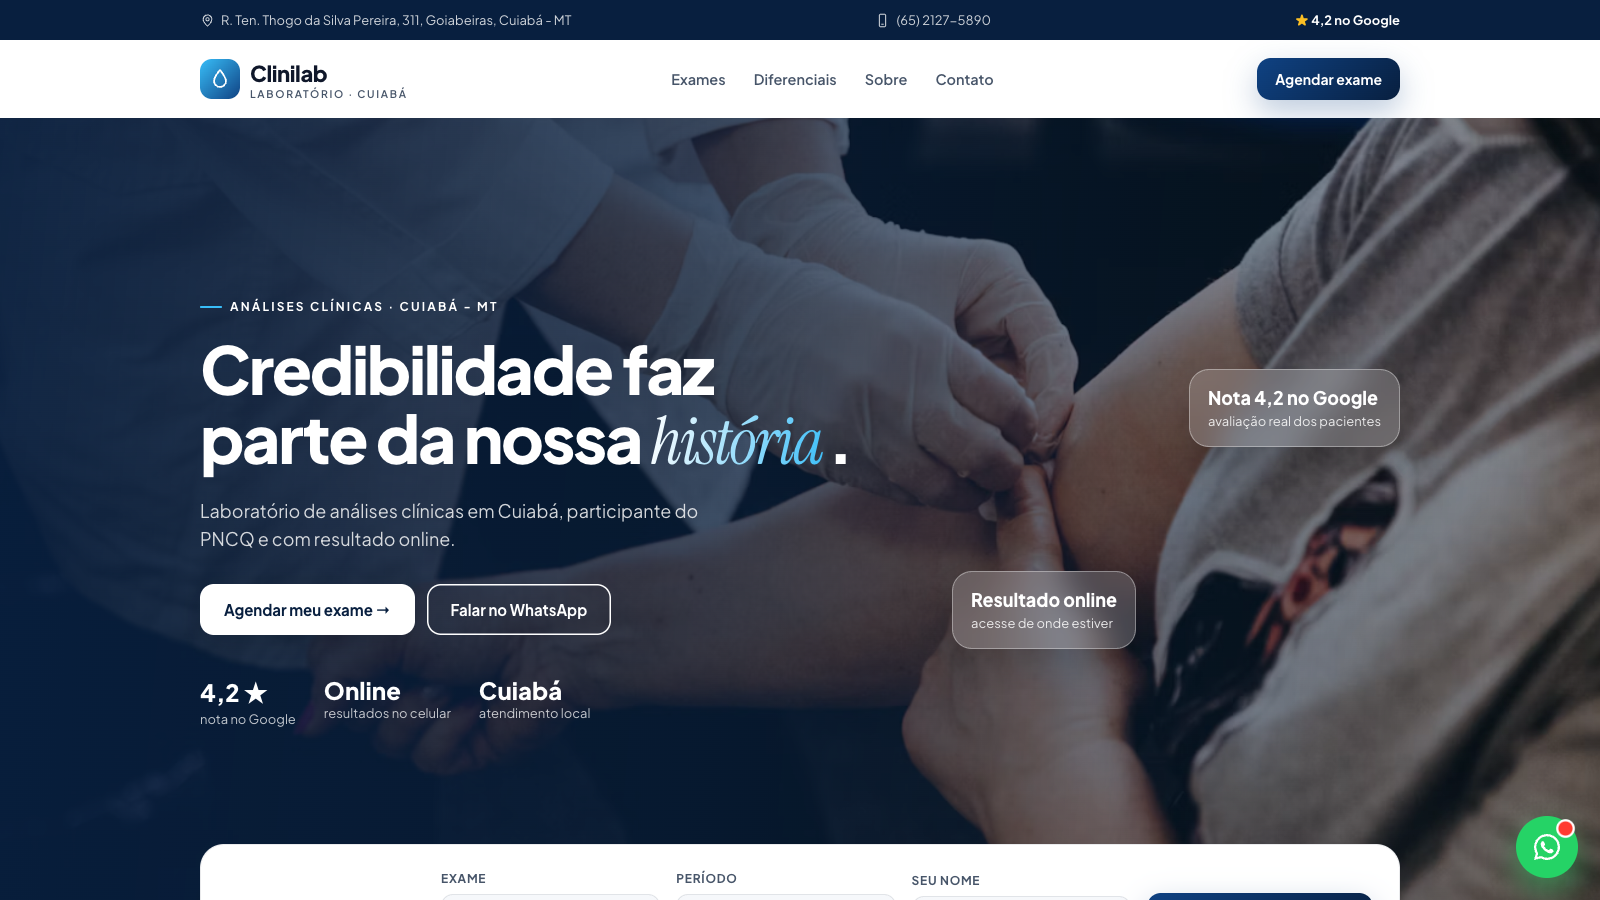 R. Ten. Thogo da Silva Pereira, 311, Goiabeiras, Cuiabá - MT
(65) 2127-5890
★ 4,2 no Google
Clinilab
LABORATÓRIO · CUIABÁ
Exames
Diferenciais
Sobre
Contato
Agendar exame
ANÁLISES CLÍNICAS · CUIABÁ - MT
Credibilidade faz
parte da nossa história .
Nota 4,2 no Google
avaliação real dos pacientes
Laboratório de análises clínicas em Cuiabá, participante do
PNCQ e com resultado online.
Agendar meu exame →
Falar no WhatsApp
Resultado online
acesse de onde estiver
4,2 ★
nota no Google
Online
resultados no celular
Cuiabá
atendimento local
EXAME
PERÍODO
SEU NOME